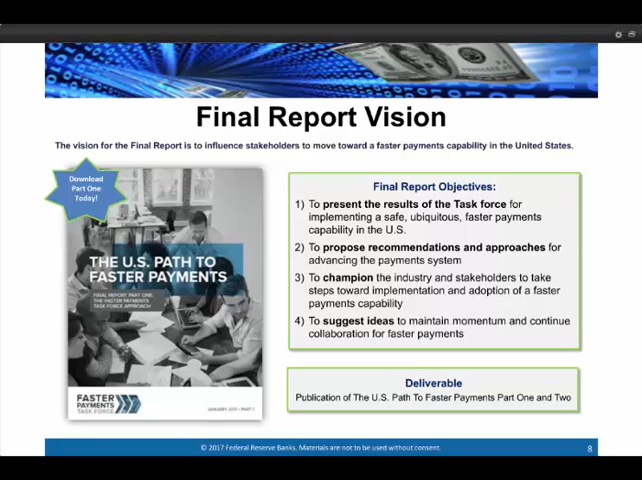 Final Report Vision
The vision for the Final Report is to influence stakeholders to move toward a faster payments capability in the United States.
Download
Part One
Today!
THE U.S. PATH TO
FASTER PAYMENTS
FINAL REPORT PART ONE:
THE FASTER PAYMENTS
TASK FORCE APPROACH
FASTER
PAYMENTS
TASK FORCE
JANUARY 2017 • PART 1
Final Report Objectives:
1) To present the results of the Task force for
implementing a safe, ubiquitous, faster payments
capability in the U.S.
2) To propose recommendations and approaches for
advancing the payments system
3) To champion the industry and stakeholders to take
steps toward implementation and adoption of a faster
payments capability
4) To suggest ideas to maintain momentum and continue
collaboration for faster payments
Deliverable
Publication of The U.S. Path To Faster Payments Part One and Two
© 2017 Federal Reserve Banks. Materials are not to be used without consent.
8